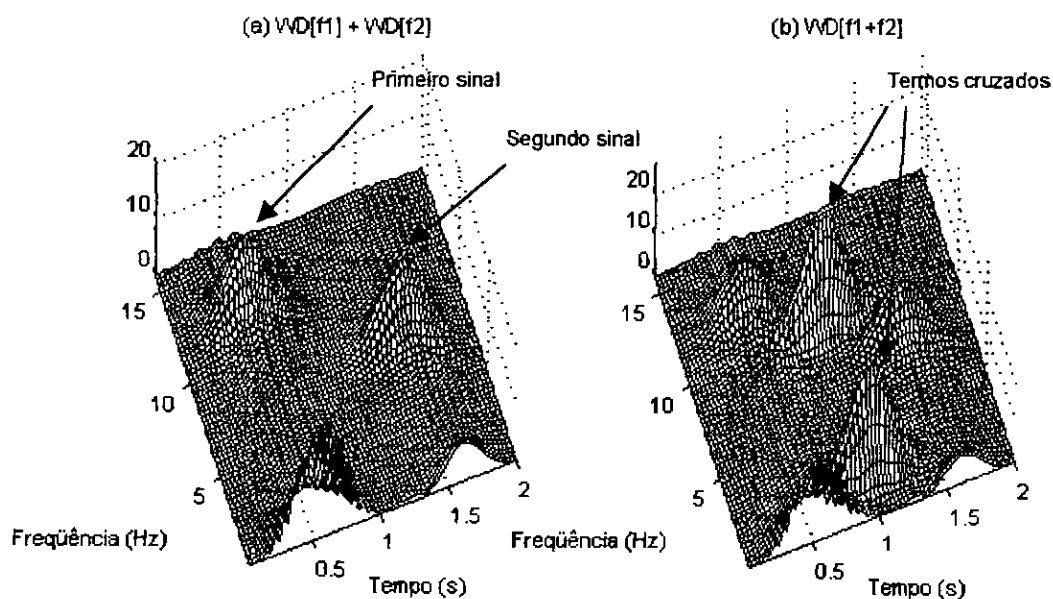 (a) WD[f1] + WD[f2]
Primeiro sinal
Segundo sinal
20
10
0
15
10
5
Freqüência (Hz)
0.5
1
1.5
2
Tempo (s)
(b) WD[f1+f2]
Termos cruzados
20
10
0
15
10
5
Freqüência (Hz)
0.5
1
1.5
2
Tempo (s)